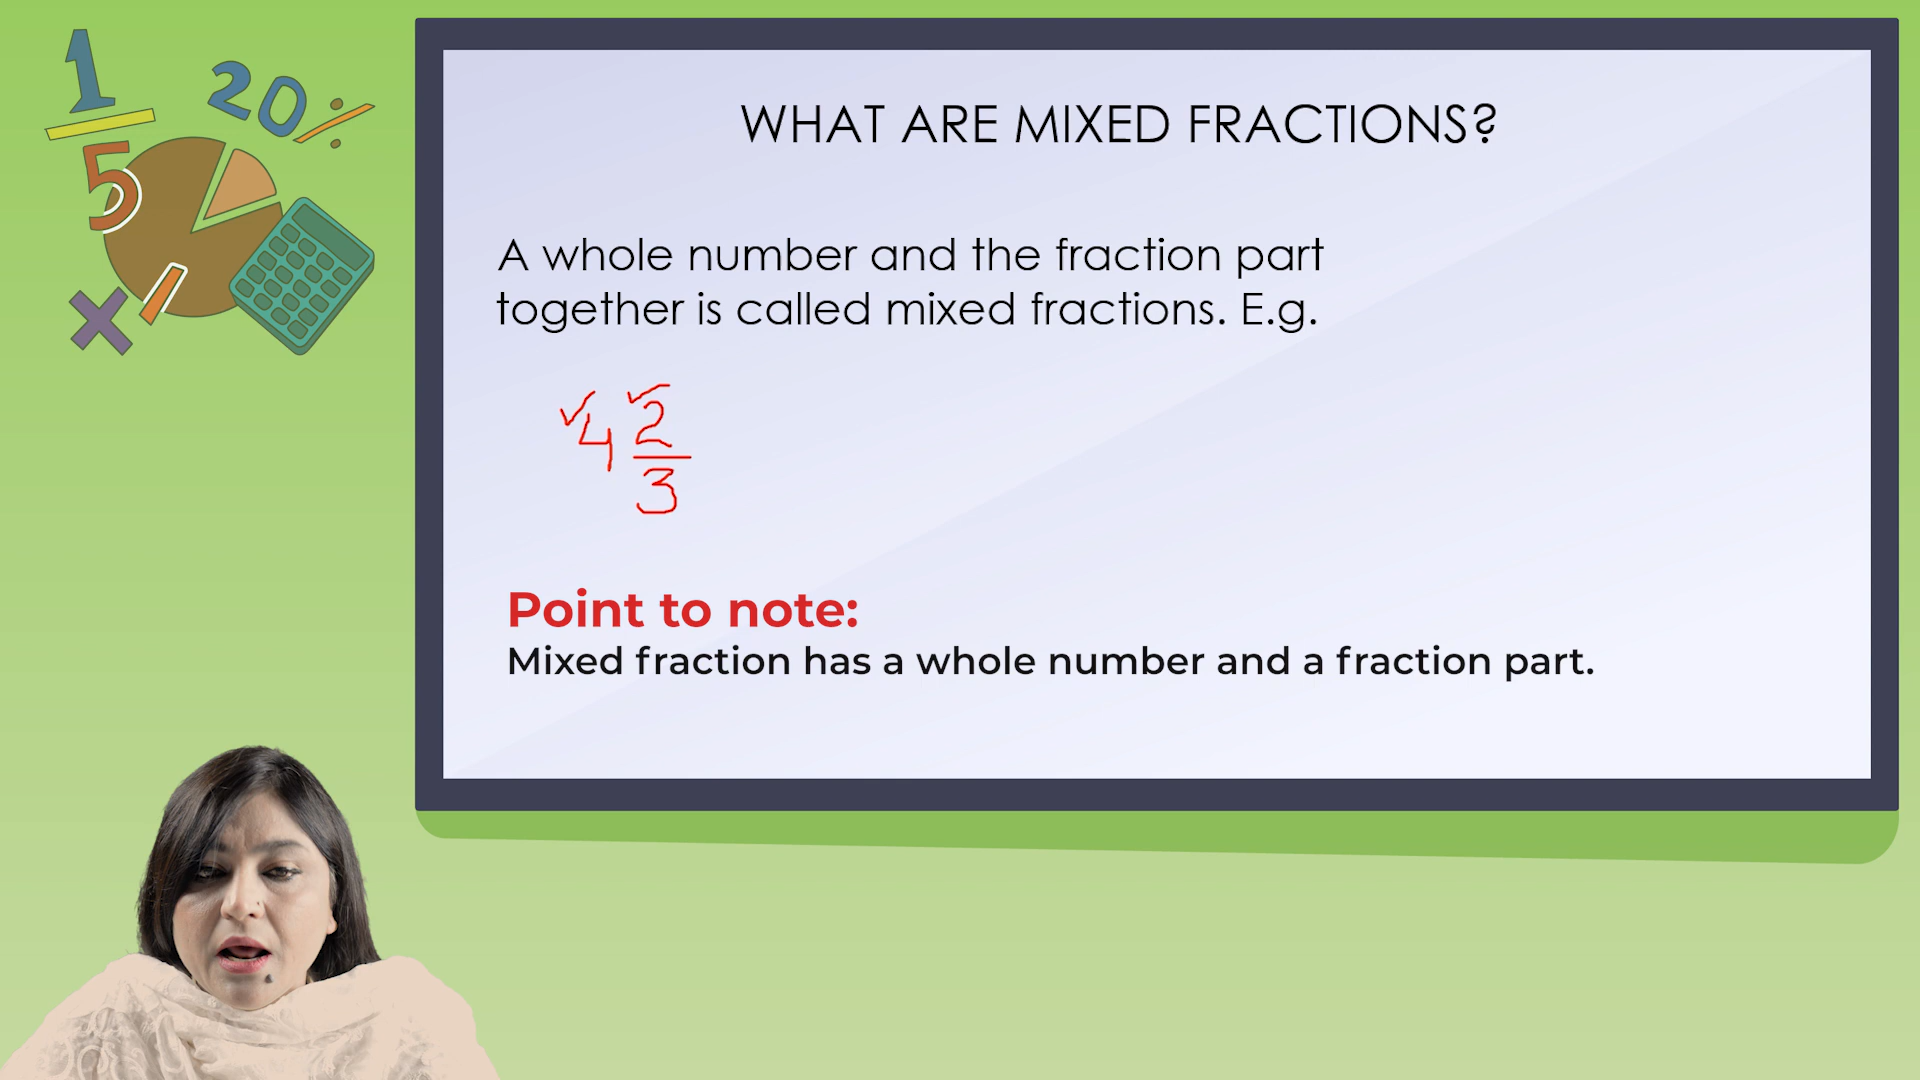 1
5
20%
WHAT ARE MIXED FRACTIONS?
A whole number and the fraction part
together is called mixed fractions. E.g.
4 2/3
Point to note:
Mixed fraction has a whole number and a fraction part.